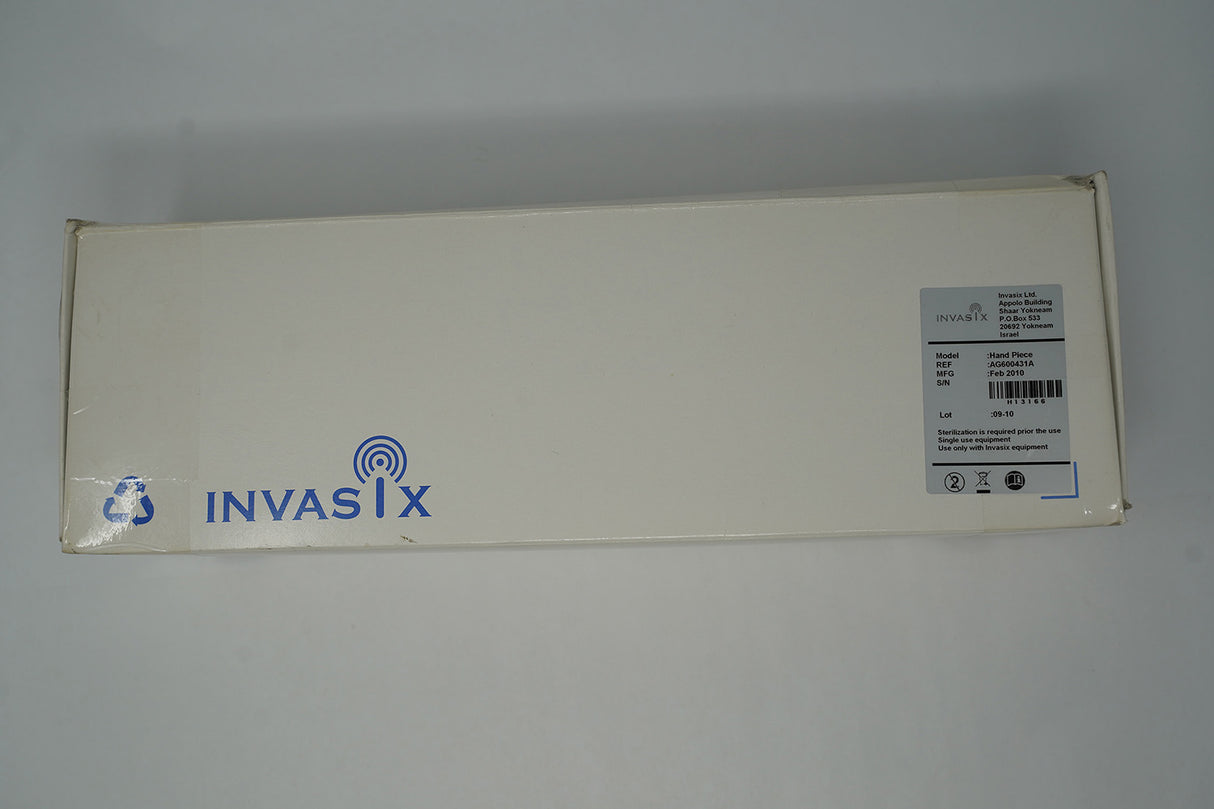 INVASIX
INVASIX
Invasix Ltd.
Appolo Building
Shaar Yokneam
P.O.Box 533
20692 Yokneam
Israel
Model :Hand Piece
REF :AG600431A
MFG :Feb 2010
S/N
H13166
Lot :09-10
Sterilization is required prior the use
Single use equipment
Use only with Invasix equipment
2